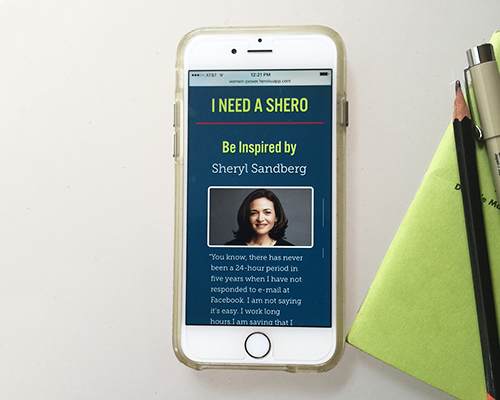 AT&T 12:21 PM
women-power.herokuapp.com
I NEED A SHERO
Be Inspired by
Sheryl Sandberg
"You know, there has never
been a 24-hour period in
five years when I have not
responded to e-mail at
Facebook. I am not saying
it's easy. I work long
hours.I am saying that I